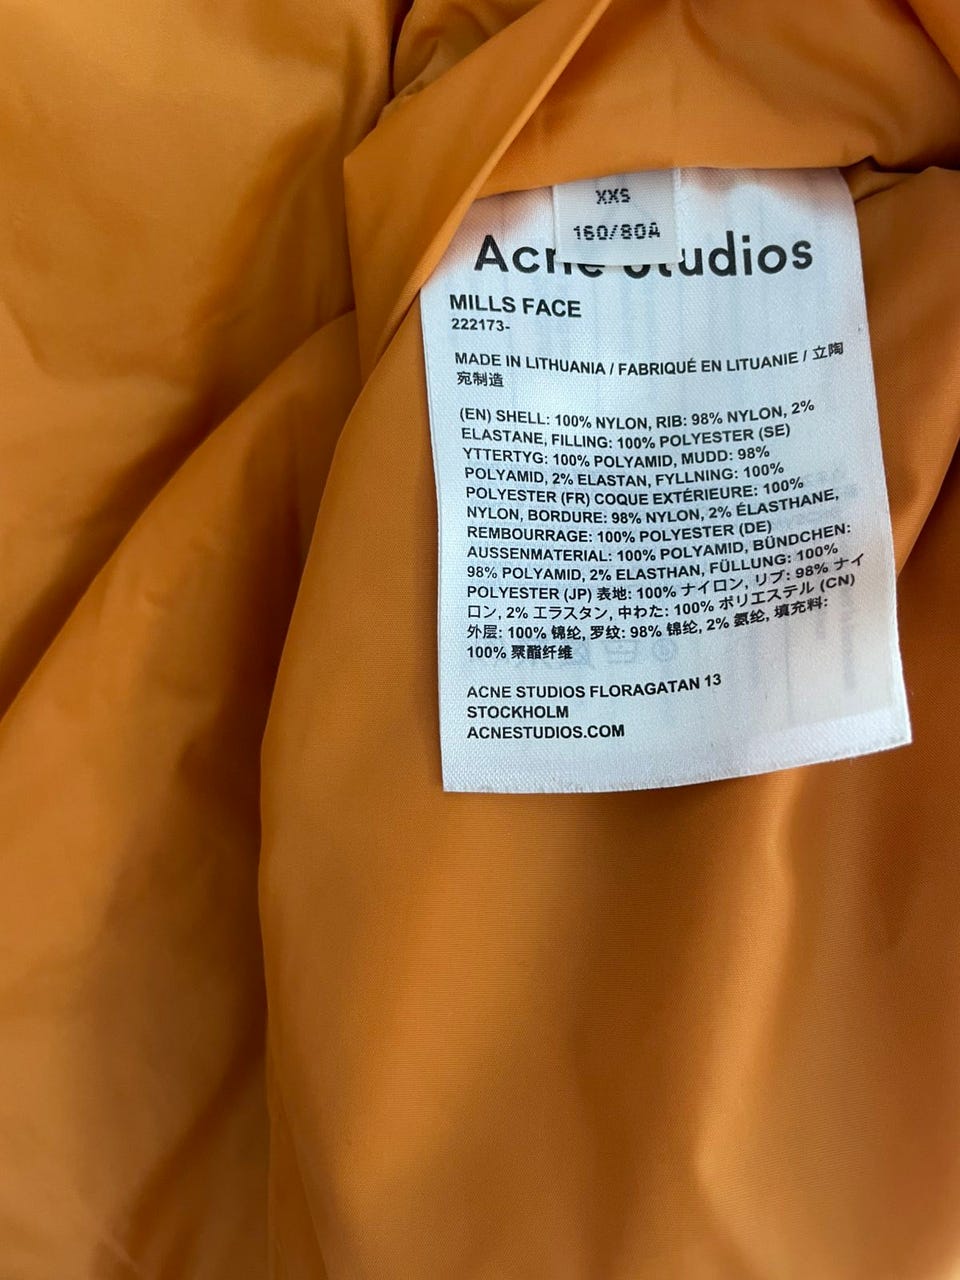 XXS
160/80A
Acne Studios
MILLS FACE
222173-
MADE IN LITHUANIA / FABRIQUÉ EN LITUANIE / 立陶
宛制造
(EN) SHELL: 100% NYLON, RIB: 98% NYLON, 2%
ELASTANE, FILLING: 100% POLYESTER (SE)
YTTERTYG: 100% POLYAMID, MUDD: 98%
POLYAMID, 2% ELASTAN, FYLLNING: 100%
POLYESTER (FR) COQUE EXTÉRIEURE: 100%
NYLON, BORDURE: 98% NYLON, 2% ÉLASTHANE,
REMBOURRAGE: 100% POLYESTER (DE)
AUSSENMATERIAL: 100% POLYAMID, BÜNDCHEN:
98% POLYAMID, 2% ELASTHAN, FÜLLUNG: 100%
POLYESTER (JP) 表地: 100% ナイロン, リブ: 98% ナイ
ロン, 2% エラスタン, 中わた: 100% ポリエステル (CN)
外层: 100% 锦纶, 罗纹: 98% 锦纶, 2% 氨纶, 填充料:
100% 聚酯纤维
ACNE STUDIOS FLORAGATAN 13
STOCKHOLM
ACNESTUDIOS.COM